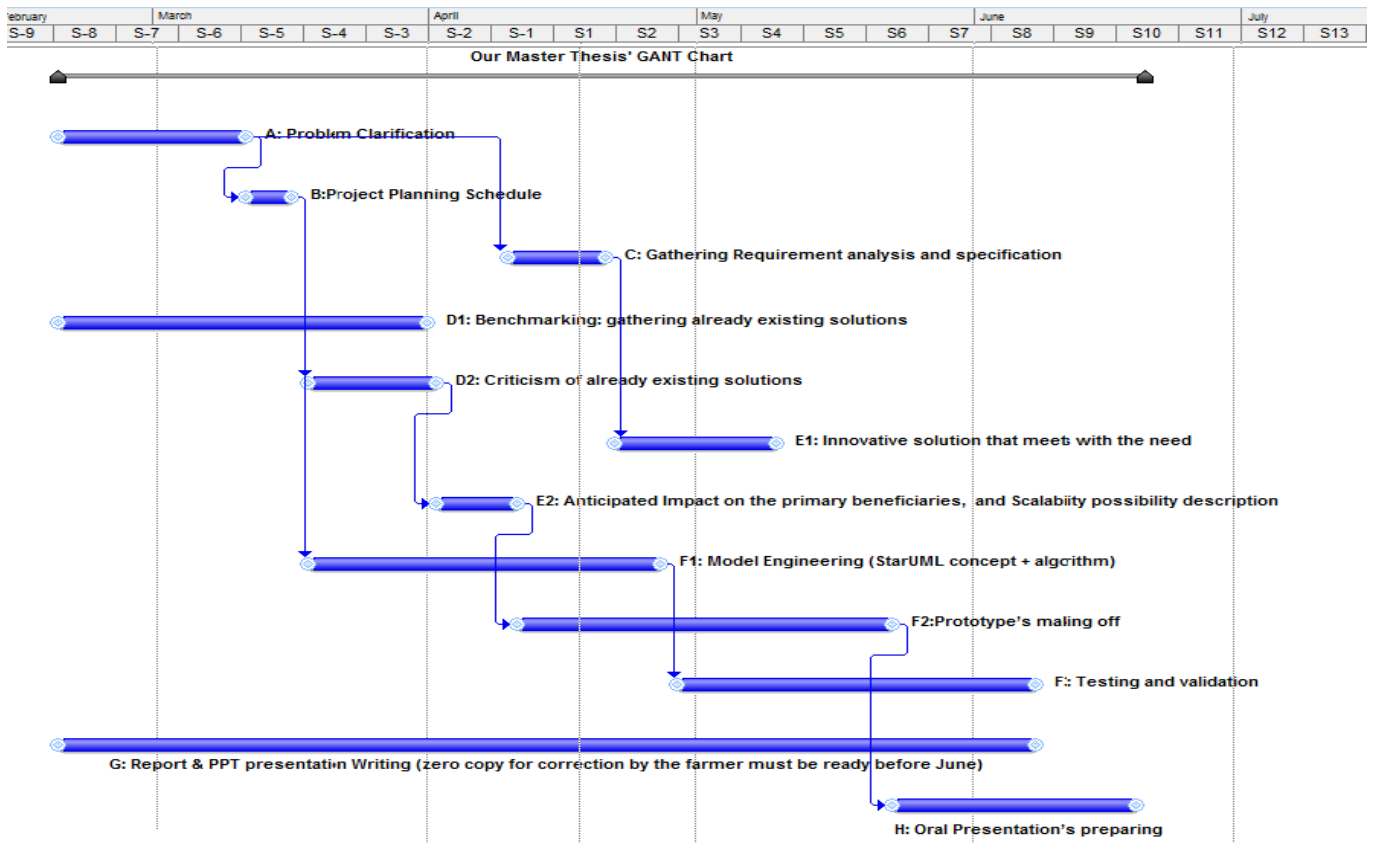 February March April May June July
S-9 S-8 S-7 S-6 S-5 S-4 S-3 S-2 S-1 S1 S2 S3 S4 S5 S6 S7 S8 S9 S10 S11 S12 S13
Our Master Thesis' GANT Chart
A: Problem Clarification
B:Project Planning Schedule
C: Gathering Requirement analysis and specification
D1: Benchmarking: gathering already existing solutions
D2: Criticism of already existing solutions
E1: Innovative solution that meets with the need
E2: Anticipated Impact on the primary beneficiaries, and Scalabiity possibility description
F1: Model Engineering (StarUML concept + algorithm)
F2:Prototype's maling off
Testing and validation
G: Report & PPT presentation Writing (zero copy for correction by the farmer must be ready before June)
H: Oral Presentation's preparing